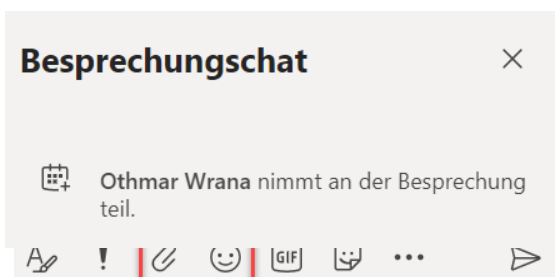 Besprechungschat
Othmar Wrana nimmt an der Besprechung
teil.
GIF